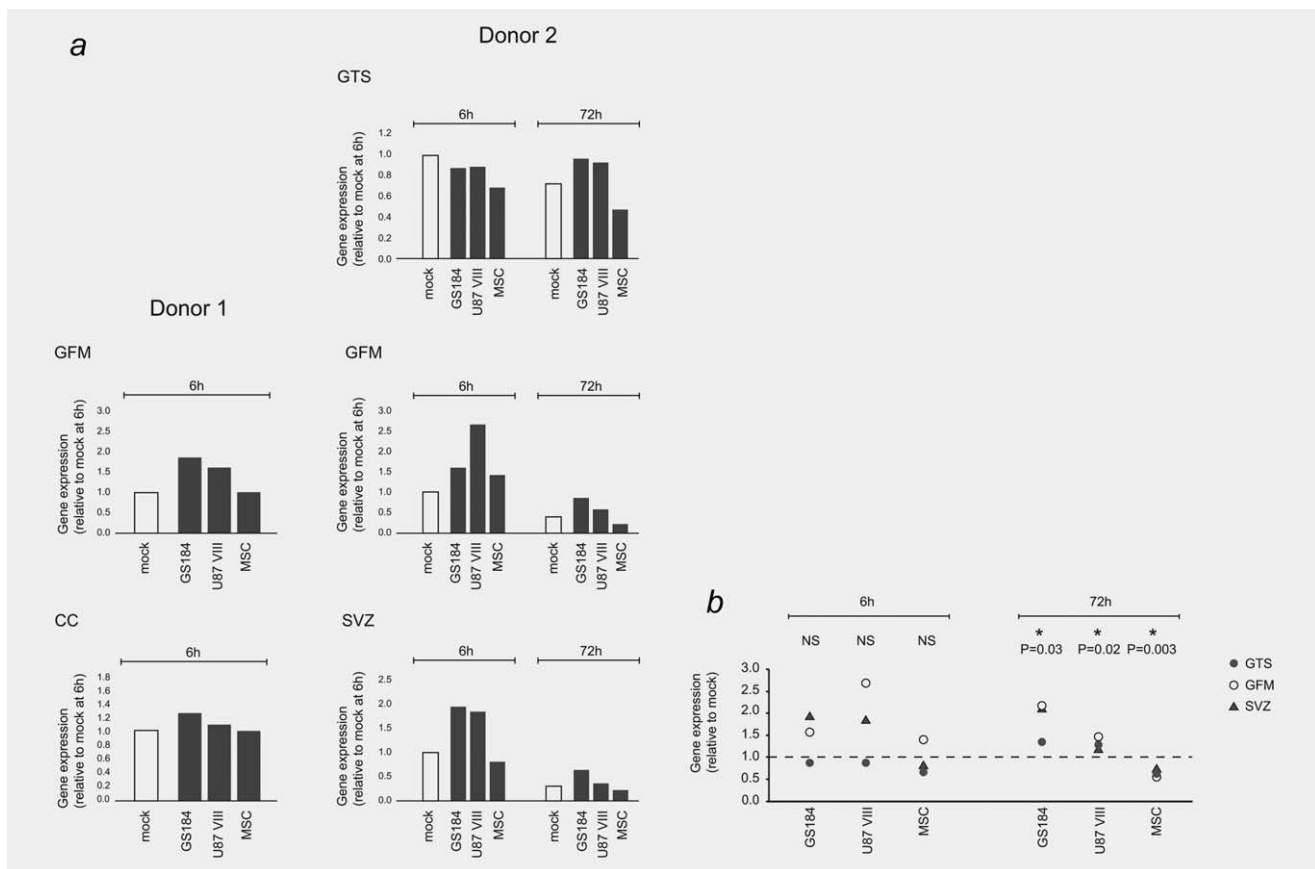 a
Donor 2
GTS
6h
72h
Gene expression
(relative to mock at 6h)
1.2
1.0
0.8
0.6
0.4
0.2
0.0
mock
GS184
U87 VIII
MSC
mock
GS184
U87 VIII
MSC
Donor 1
GFM
6h
Gene expression
(relative to mock at 6h)
3.0
2.5
2.0
1.5
1.0
0.5
0.0
mock
GS184
U87 VIII
MSC
GFM
6h
72h
Gene expression
(relative to mock at 6h)
3.0
2.5
2.0
1.5
1.0
0.5
0.0
mock
GS184
U87 VIII
MSC
mock
GS184
U87 VIII
MSC
CC
6h
Gene expression
(relative to mock at 6h)
1.8
1.6
1.4
1.2
1.0
0.8
0.6
0.4
0.2
0.0
mock
GS184
U87 VIII
MSC
SVZ
6h
72h
Gene expression
(relative to mock at 6h)
2.5
2.0
1.5
1.0
0.5
0.0
mock
GS184
U87 VIII
MSC
mock
GS184
U87 VIII
MSC
b
6h
72h
NS
NS
NS
* * *
P=0.03 P=0.02 P=0.003
Gene expression
(relative to mock)
3.0
2.5
2.0
1.5
1.0
0.5
0.0
GS184
U87 VIII
MSC
GS184
U87 VIII
MSC
GTS
GFM
SVZ